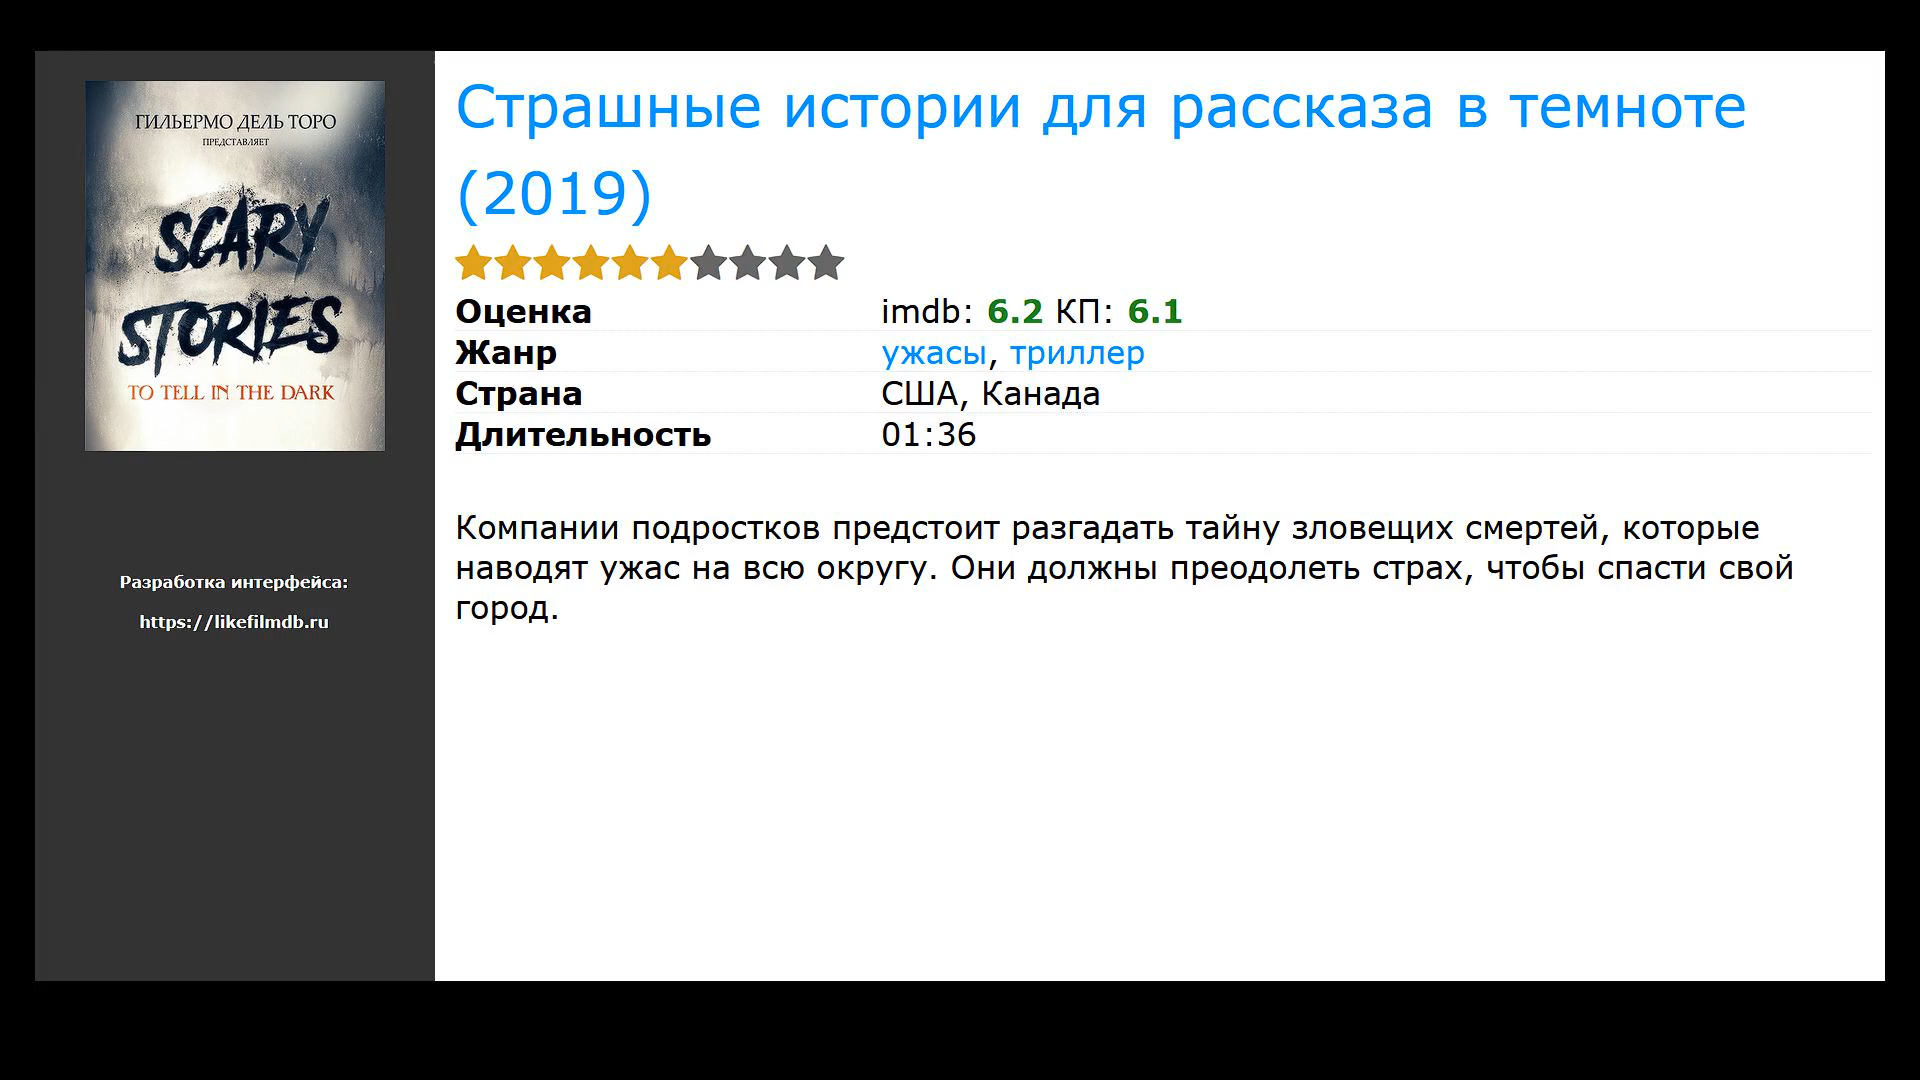 ГИЛЬЕРМО ДЕЛЬ ТОРО
ПРЕДСТАВЛЯЕТ
SCARY
STORIES
TO TELL IN THE DARK
Разработка интерфейса:
https://likefilmdb.ru
Страшные истории для рассказа в темноте
(2019)
Оценка imdb: 6.2 КП: 6.1
Жанр ужасы, триллер
Страна США, Канада
Длительность 01:36
Компании подростков предстоит разгадать тайну зловещих смертей, которые
наводят ужас на всю округу. Они должны преодолеть страх, чтобы спасти свой
город.